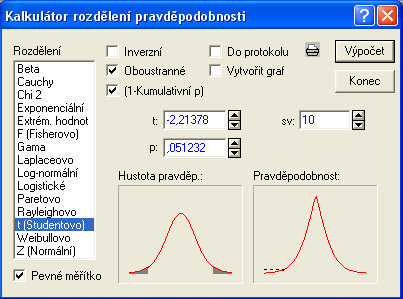 Kalkulátor rozdělení pravděpodobnosti
Rozdělení
Beta
Cauchy
Chi 2
Exponenciální
Extrém. hodnot
F (Fisherovo)
Gama
Laplaceovo
Log-normální
Logistické
Paretovo
Rayleighovo
t (Studentovo)
Weibullovo
Z (Normální)
Pevné měřítko
Inverzní
Oboustranné
(1-Kumulativní p)
Do protokolu
Vytvořit graf
Výpočet
Konec
t: -2,21378
sv: 10
p: ,051232
Hustota pravděp.:
Pravděpodobnost: